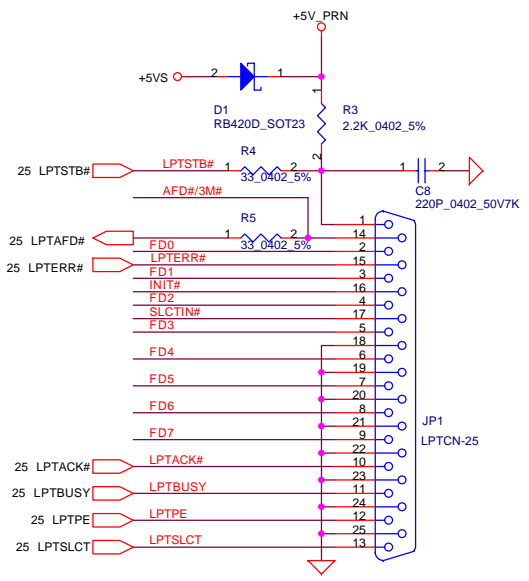 +5V_PRN
+5VS 2 1
D1
RB420D_SOT23
1
R3
2.2K_0402_5%
2
R4
25 LPTSTB# LPTSTB# 1 2
33_0402_5%
1 2
C8
220P_0402_50V7K
AFD#/3M#
R5
25 LPTAFD# 1 2
33_0402_5%
1
14
FD0 2
25 LPTERR# LPTERR# 15
FD1 3
INIT# 16
FD2 4
SLCTIN# 17
FD3 5
18
FD4 6
19
FD5 7
20
FD6 8
21
FD7 9
22
JP1
LPTCN-25
25 LPTACK# LPTACK# 10
23
25 LPTBUSY LPTBUSY 11
24
25 LPTPE LPTPE 12
25
25 LPTSLCT LPTSLCT 13